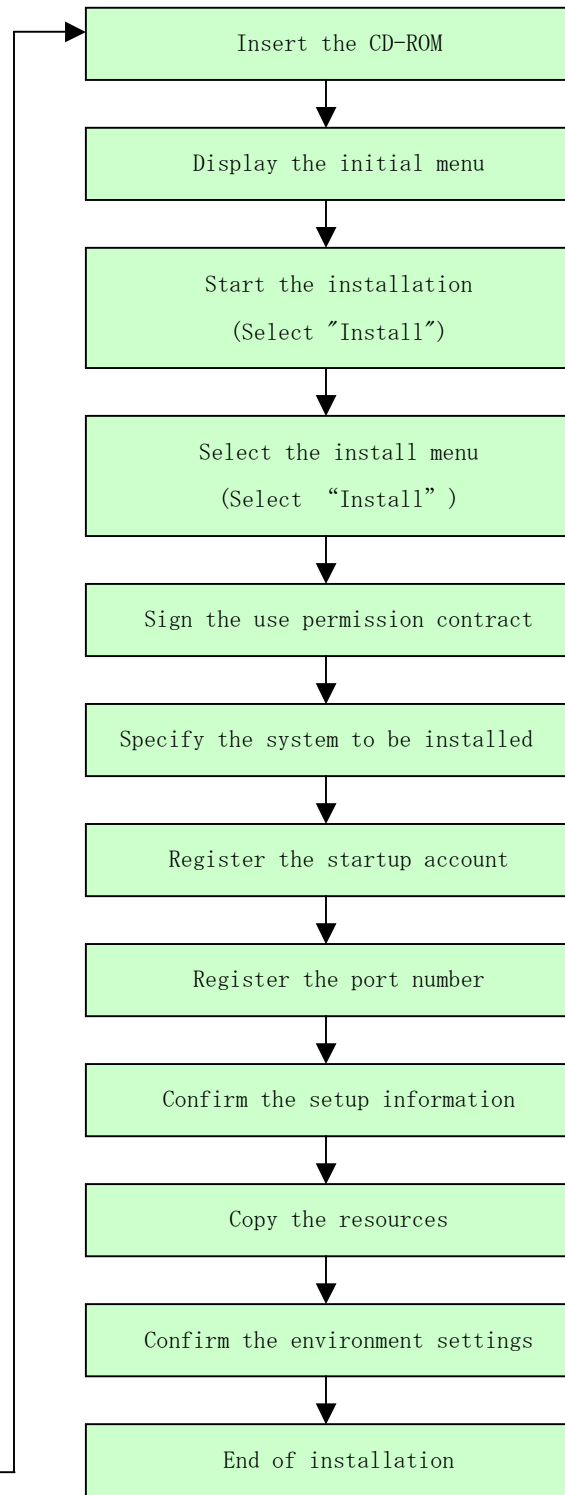 Insert the CD-ROM
Display the initial menu
Start the installation
(Select "Install")
Select the install menu
(Select “Install”)
Sign the use permission contract
Specify the system to be installed
Register the startup account
Register the port number
Confirm the setup information
Copy the resources
Confirm the environment settings
End of installation